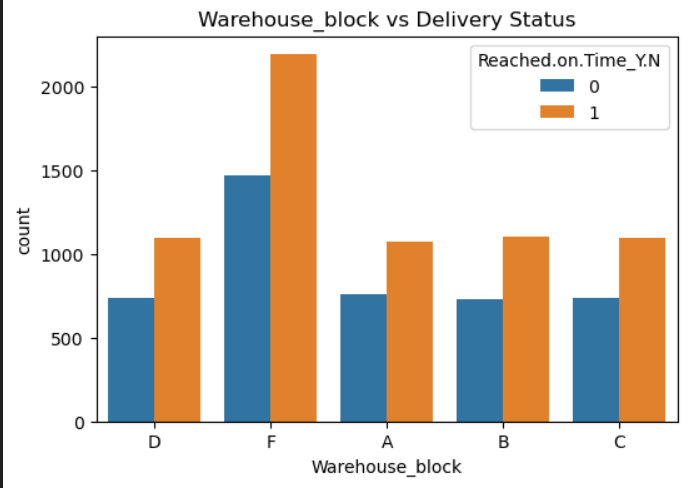 Warehouse_block vs Delivery Status
Reached.on.Time_Y.N
0
1
2000
1500
1000
500
0
count
D F A B C
Warehouse_block